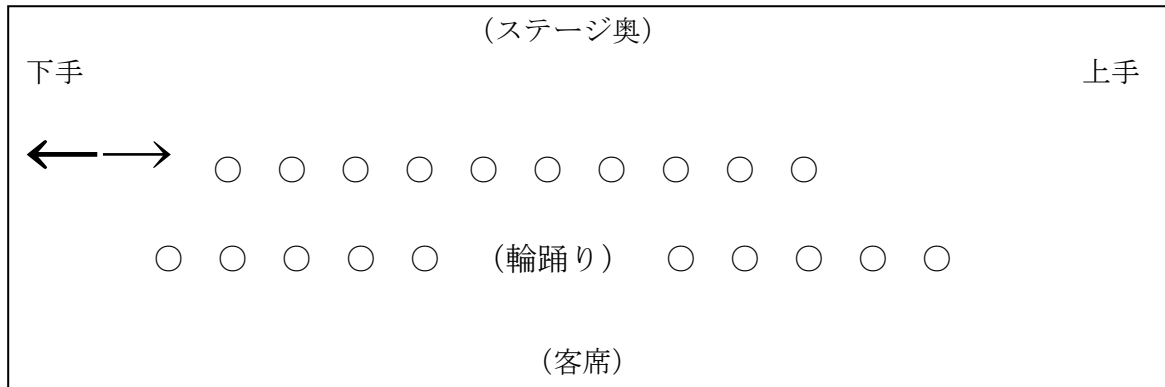 （ステージ奥）
下手 上手
○ ○ ○ ○ ○ ○ ○ ○ ○ ○
○ ○ ○ ○ ○ （輪踊り） ○ ○ ○ ○ ○
（客席）